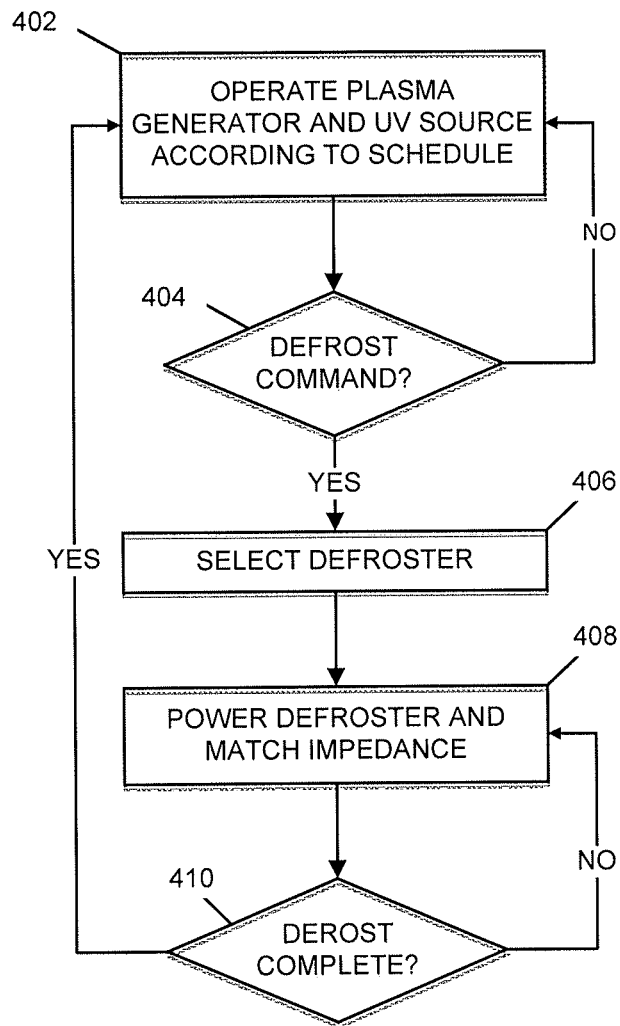 402
OPERATE PLASMA
GENERATOR AND UV SOURCE
ACCORDING TO SCHEDULE
NO
404
DEFROST
COMMAND?
YES
406
SELECT DEFROSTER
YES
408
POWER DEFROSTER AND
MATCH IMPEDANCE
NO
410
DEROST
COMPLETE?